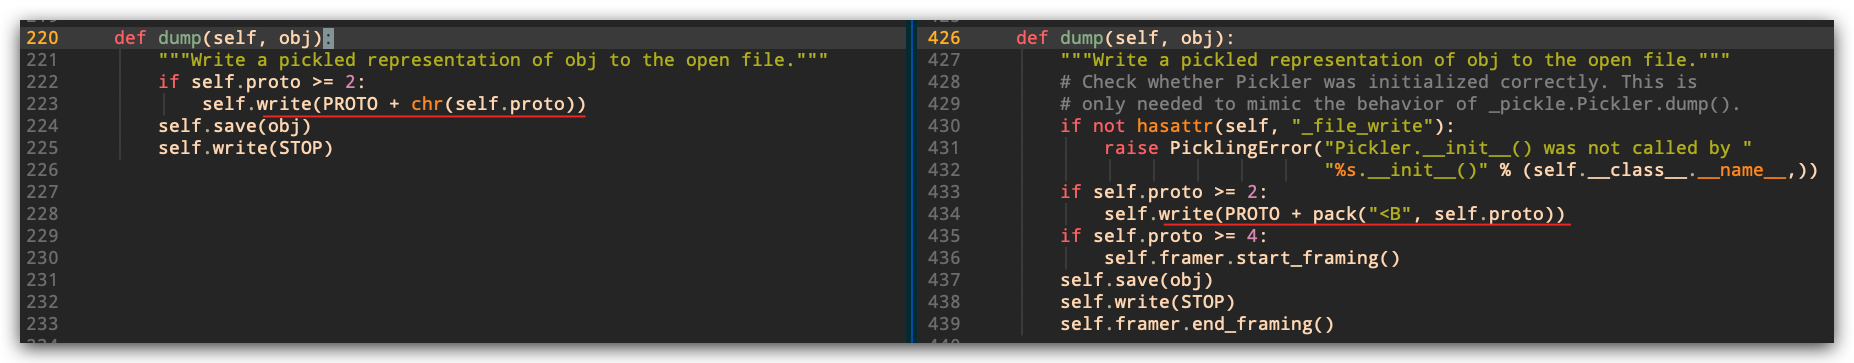 220 def dump(self, obj):
221 """Write a pickled representation of obj to the open file."""
222 if self.proto >= 2:
223 self.write(PROTO + chr(self.proto))
224 self.save(obj)
225 self.write(STOP)
226
227
228
229
230
231
232
233
426 def dump(self, obj):
427 """Write a pickled representation of obj to the open file."""
428 # Check whether Pickler was initialized correctly. This is
429 # only needed to mimic the behavior of _pickle.Pickler.dump().
430 if not hasattr(self, "_file_write"):
431 raise PicklingError("Pickler.__init__() was not called by "
432 "%s.__init__()" % (self.__class__.__name__,))
433 if self.proto >= 2:
434 self.write(PROTO + pack("<B", self.proto))
435 if self.proto >= 4:
436 self.framer.start_framing()
437 self.save(obj)
438 self.write(STOP)
439 self.framer.end_framing()